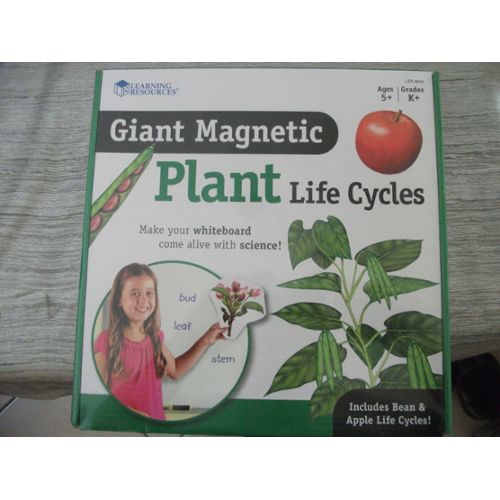 LEARNING
RESOURCES®
Ages
5+
Grades
K+
Giant Magnetic
Plant Life Cycles
Make your whiteboard
come alive with science!
bud
leaf
stem
Includes Bean &
Apple Life Cycles!